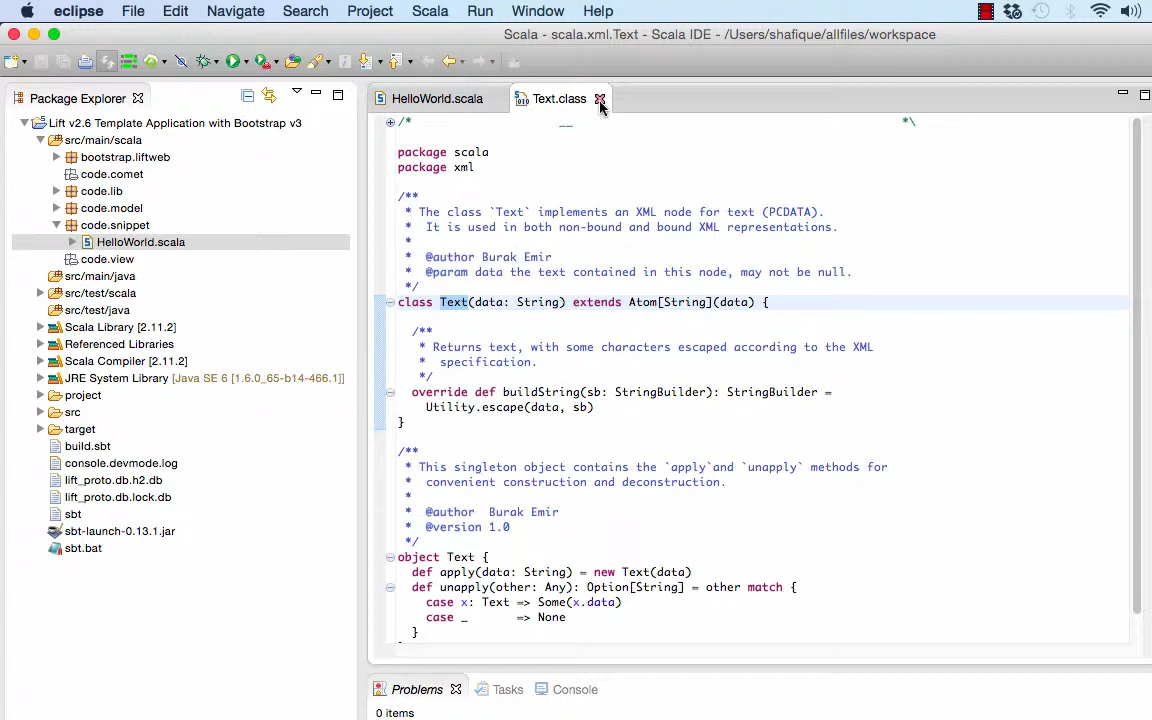 eclipse File Edit Navigate Search Project Scala Run Window Help
Scala - scala.xml.Text - Scala IDE - /Users/shafique/allfiles/workspace
Package Explorer
Lift v2.6 Template Application with Bootstrap v3
src/main/scala
bootstrap.liftweb
code.comet
code.lib
code.model
code.snippet
HelloWorld.scala
code.view
src/main/java
src/test/scala
src/test/java
Scala Library [2.11.2]
Referenced Libraries
Scala Compiler [2.11.2]
JRE System Library [Java SE 6 [1.6.0_65-b14-466.1]]
project
src
target
build.sbt
console.devmode.log
lift_proto.db.h2.db
lift_proto.db.lock.db
sbt
sbt-launch-0.13.1.jar
sbt.bat
HelloWorld.scala Text.class
/* __ *\
package scala
package xml
/**
* The class `Text` implements an XML node for text (PCDATA).
* It is used in both non-bound and bound XML representations.
*
* @author Burak Emir
* @param data the text contained in this node, may not be null.
*/
class Text(data: String) extends Atom[String](data) {
/**
* Returns text, with some characters escaped according to the XML
* specification.
*/
override def buildString(sb: StringBuilder): StringBuilder =
Utility.escape(data, sb)
}
/**
* This singleton object contains the `apply`and `unapply` methods for
* convenient construction and deconstruction.
*
* @author Burak Emir
* @version 1.0
*/
object Text {
def apply(data: String) = new Text(data)
def unapply(other: Any): Option[String] = other match {
case x: Text => Some(x.data)
case _ => None
}
Problems Tasks Console
0 items